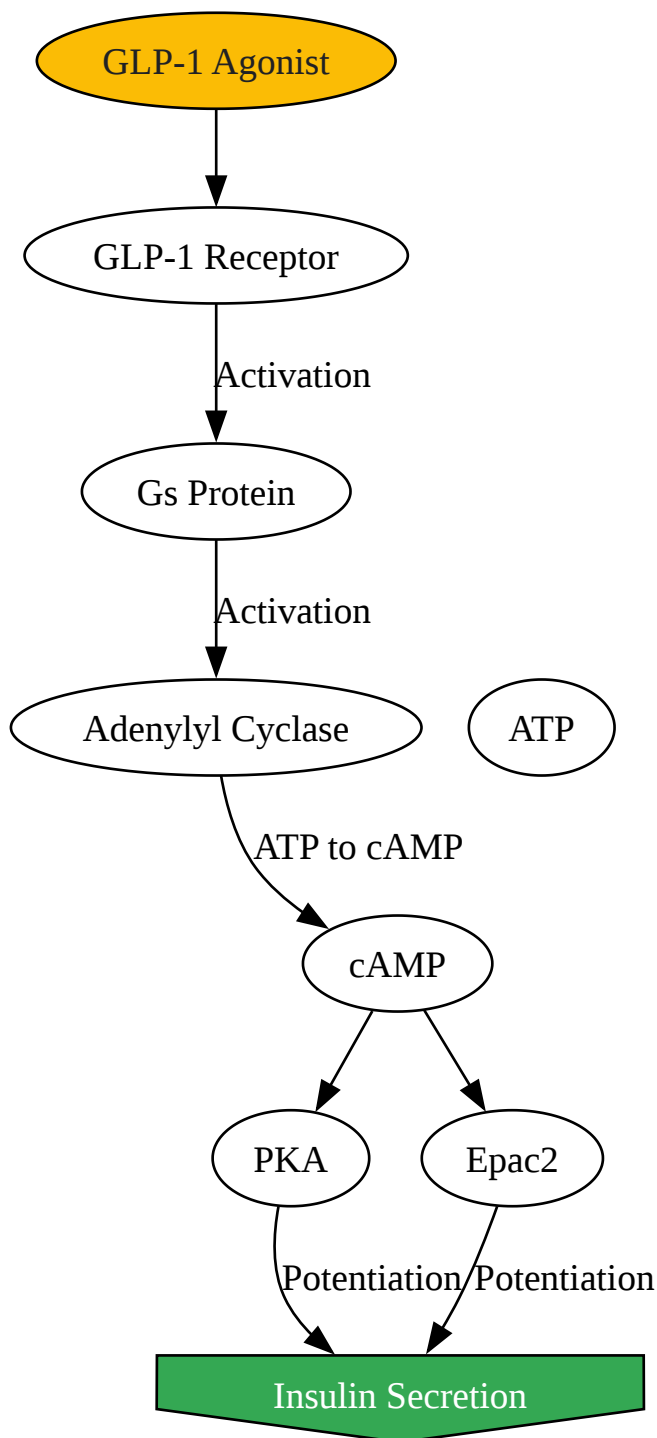 GLP-1 Agonist
GLP-1 Receptor
Activation
Gs Protein
Activation
Adenylyl Cyclase
ATP
ATP to cAMP
cAMP
PKA
Epac2
Potentiation
Potentiation
Insulin Secretion